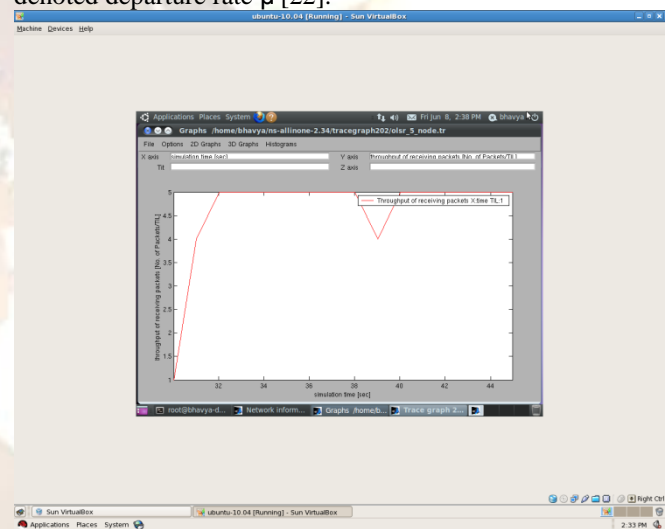 denoted departure rate μ [22].
ubuntu-10.04 [Running] - Sun VirtualBox
Machine Devices Help
Applications Places System
Fri Jun 8, 2:38 PM bhavya
Graphs /home/bhavya/ns-allinone-2.34/tracegraph202/olsr_5_node.tr
File Options 2D Graphs 3D Graphs Histograms
X axis simulation time [sec] Y axis throughput of receiving packets [No. of Packets/TIL]
Z axis
Throughput of receiving packets X:time TIL:1
throughput of receiving packets [No. of Packets/TIL]
5
4
3.5
3
2.5
2
1.5
1
32 34 36 38 40 42 44
simulation time [sec]
root@bhavya-d... Network inform... Graphs /home/b... Trace graph 2...
Right Ctrl
Sun VirtualBox ubuntu-10.04 [Running] - Sun VirtualBox
Applications Places System 2:33 PM